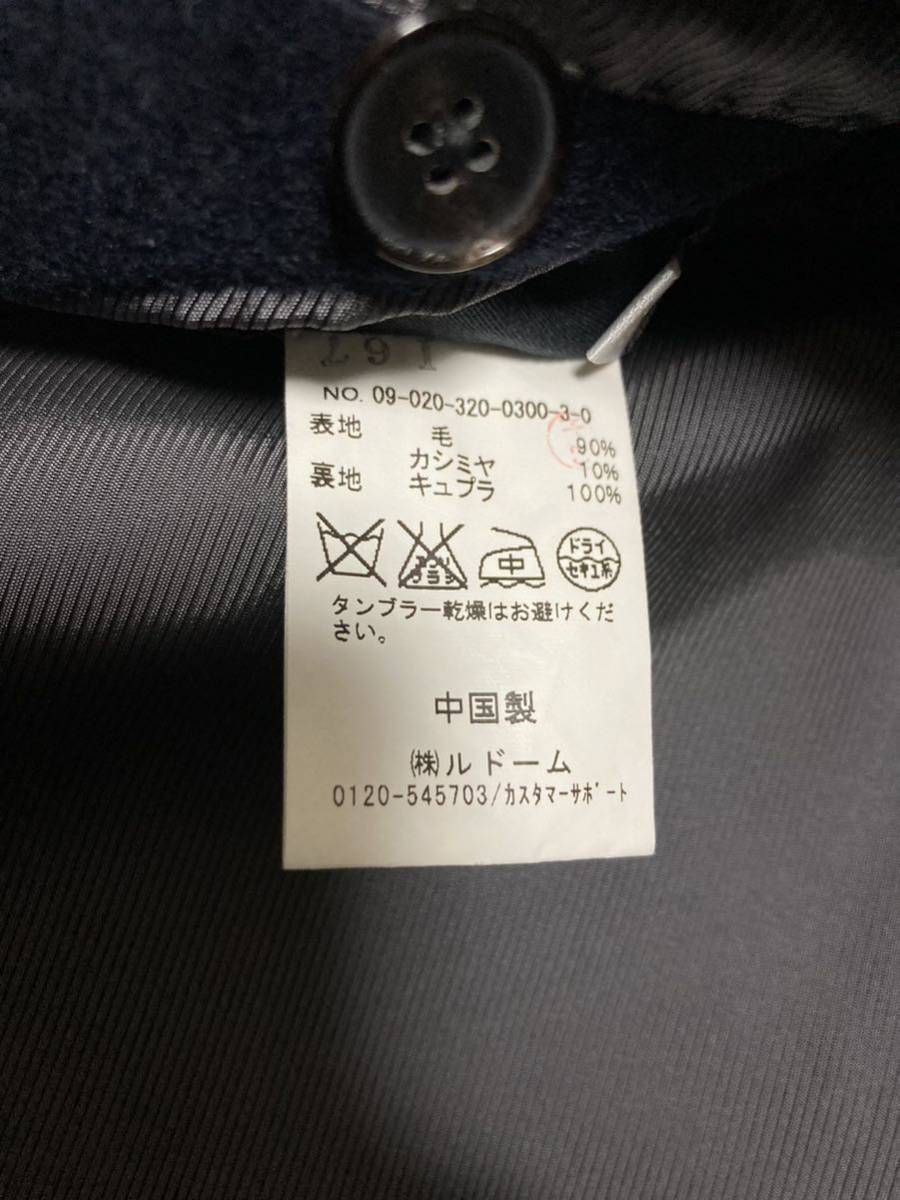 167
NO. 09-020-320-0300-3-0
表地 毛 90%
カシミヤ 10%
裏地 キュプラ 100%
中
ドライ
セキユ系
タンブラー乾燥はお避けくだ
さい。
中国製
㈱ルドーム
0120-545703/カスタマーサポート